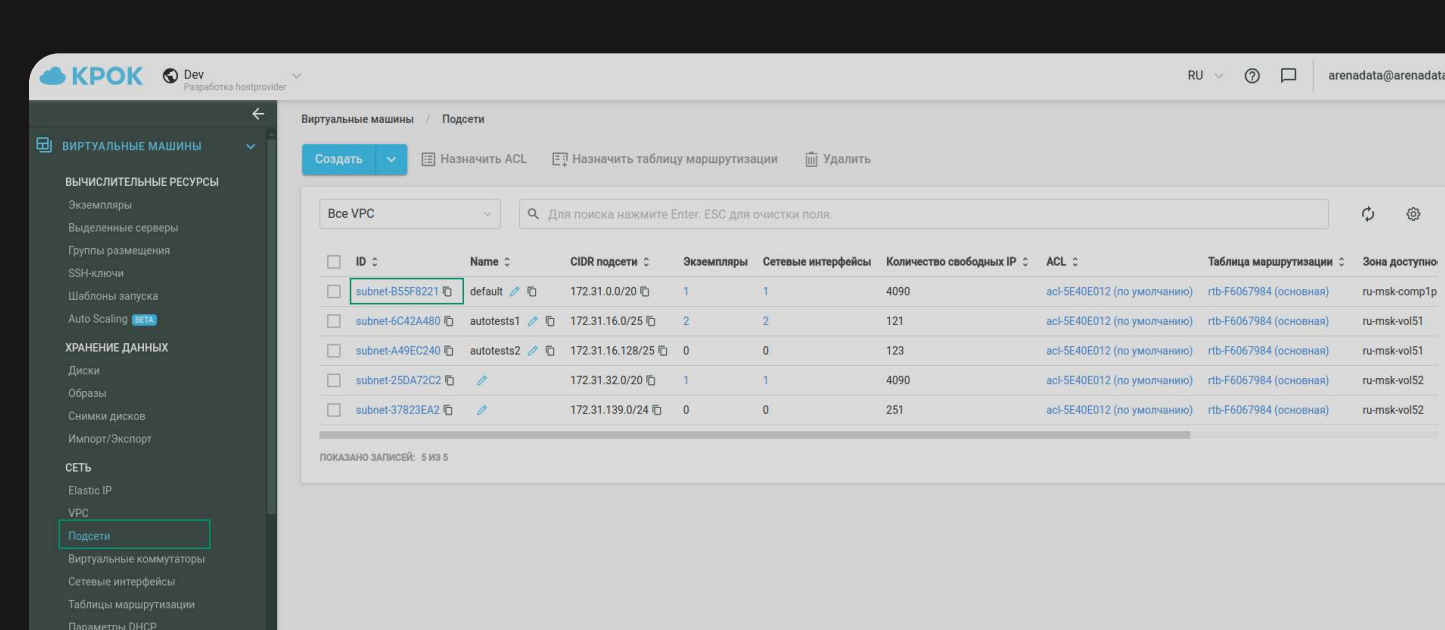 КРОК Dev RU arenadata@arenadata
Разработка hostprovider
ВИРТУАЛЬНЫЕ МАШИНЫ
ВЫЧИСЛИТЕЛЬНЫЕ РЕСУРСЫ
Экземпляры
Выделенные серверы
Группы размещения
SSH-ключи
Шаблоны запуска
Auto Scaling BETA
ХРАНЕНИЕ ДАННЫХ
Диски
Образы
Снимки дисков
Импорт/Экспорт
СЕТЬ
Elastic IP
VPC
Подсети
Виртуальные коммутаторы
Сетевые интерфейсы
Таблицы маршрутизации
Параметры DHCP
Виртуальные машины / Подсети
Создать Назначить ACL Назначить таблицу маршрутизации Удалить
Все VPC Для поиска нажмите Enter. ESC для очистки поля.
ID Name CIDR подсети Экземпляры Сетевые интерфейсы Количество свободных IP ACL Таблица маршрутизации Зона доступно
subnet-B55F8221 default 172.31.0.0/20 1 1 4090 acl-5E40E012 (по умолчанию) rtb-F6067984 (основная) ru-msk-comp1p
subnet-6C42A480 autotests1 172.31.16.0/25 2 2 121 acl-5E40E012 (по умолчанию) rtb-F6067984 (основная) ru-msk-vol51
subnet-A49EC240 autotests2 172.31.16.128/25 0 0 123 acl-5E40E012 (по умолчанию) rtb-F6067984 (основная) ru-msk-vol51
subnet-25DA72C2 172.31.32.0/20 1 1 4090 acl-5E40E012 (по умолчанию) rtb-F6067984 (основная) ru-msk-vol52
subnet-37823EA2 172.31.139.0/24 0 0 251 acl-5E40E012 (по умолчанию) rtb-F6067984 (основная) ru-msk-vol52
ПОКАЗАНО ЗАПИСЕЙ: 5 ИЗ 5